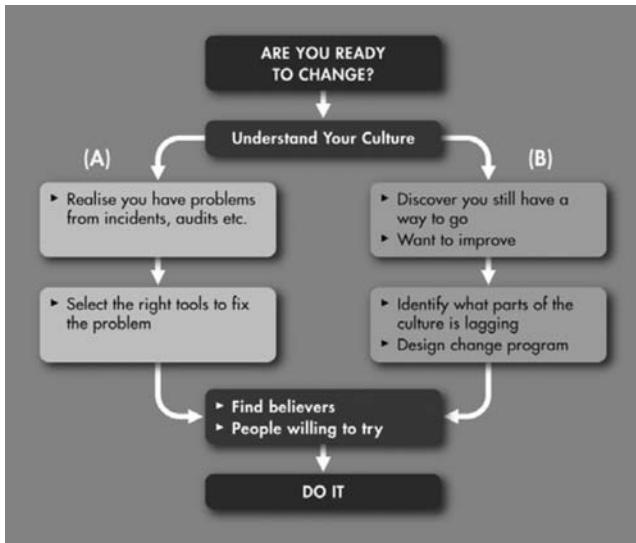 ARE YOU READY
TO CHANGE?
Understand Your Culture
(A)
(B)
▸ Realise you have problems
from incidents, audits etc.
▸ Discover you still have a
way to go
▸ Want to improve
▸ Select the right tools to fix
the problem
▸ Identify what parts of the
culture is lagging
▸ Design change program
▸ Find believers
▸ People willing to try
DO IT